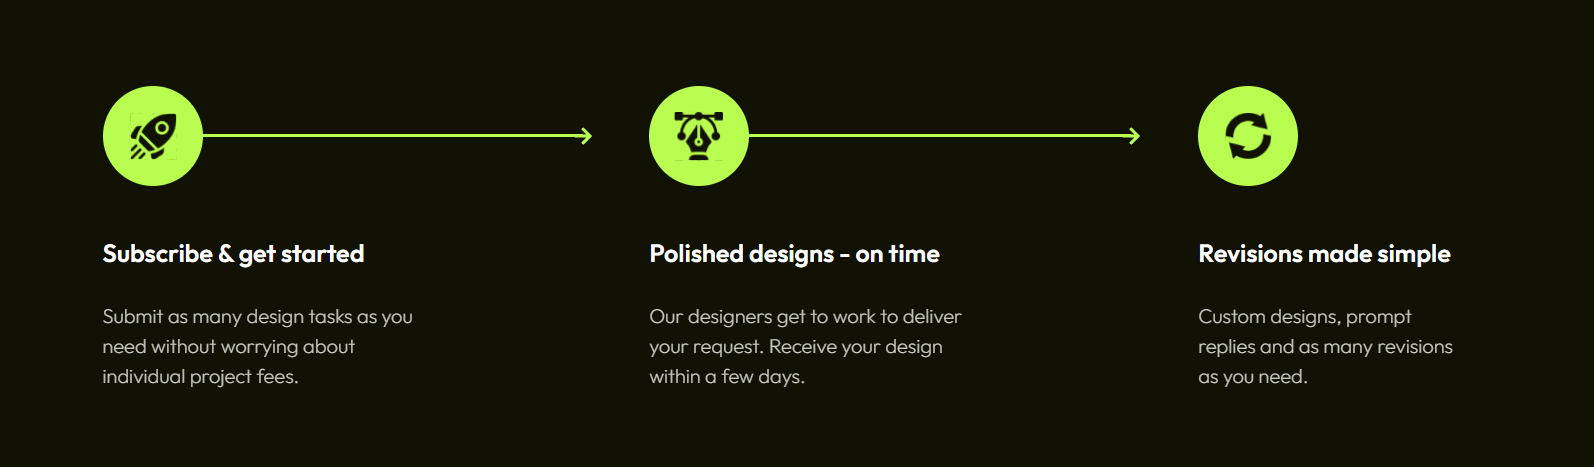 Subscribe & get started
Submit as many design tasks as you
need without worrying about
individual project fees.
Polished designs - on time
Our designers get to work to deliver
your request. Receive your design
within a few days.
Revisions made simple
Custom designs, prompt
replies and as many revisions
as you need.